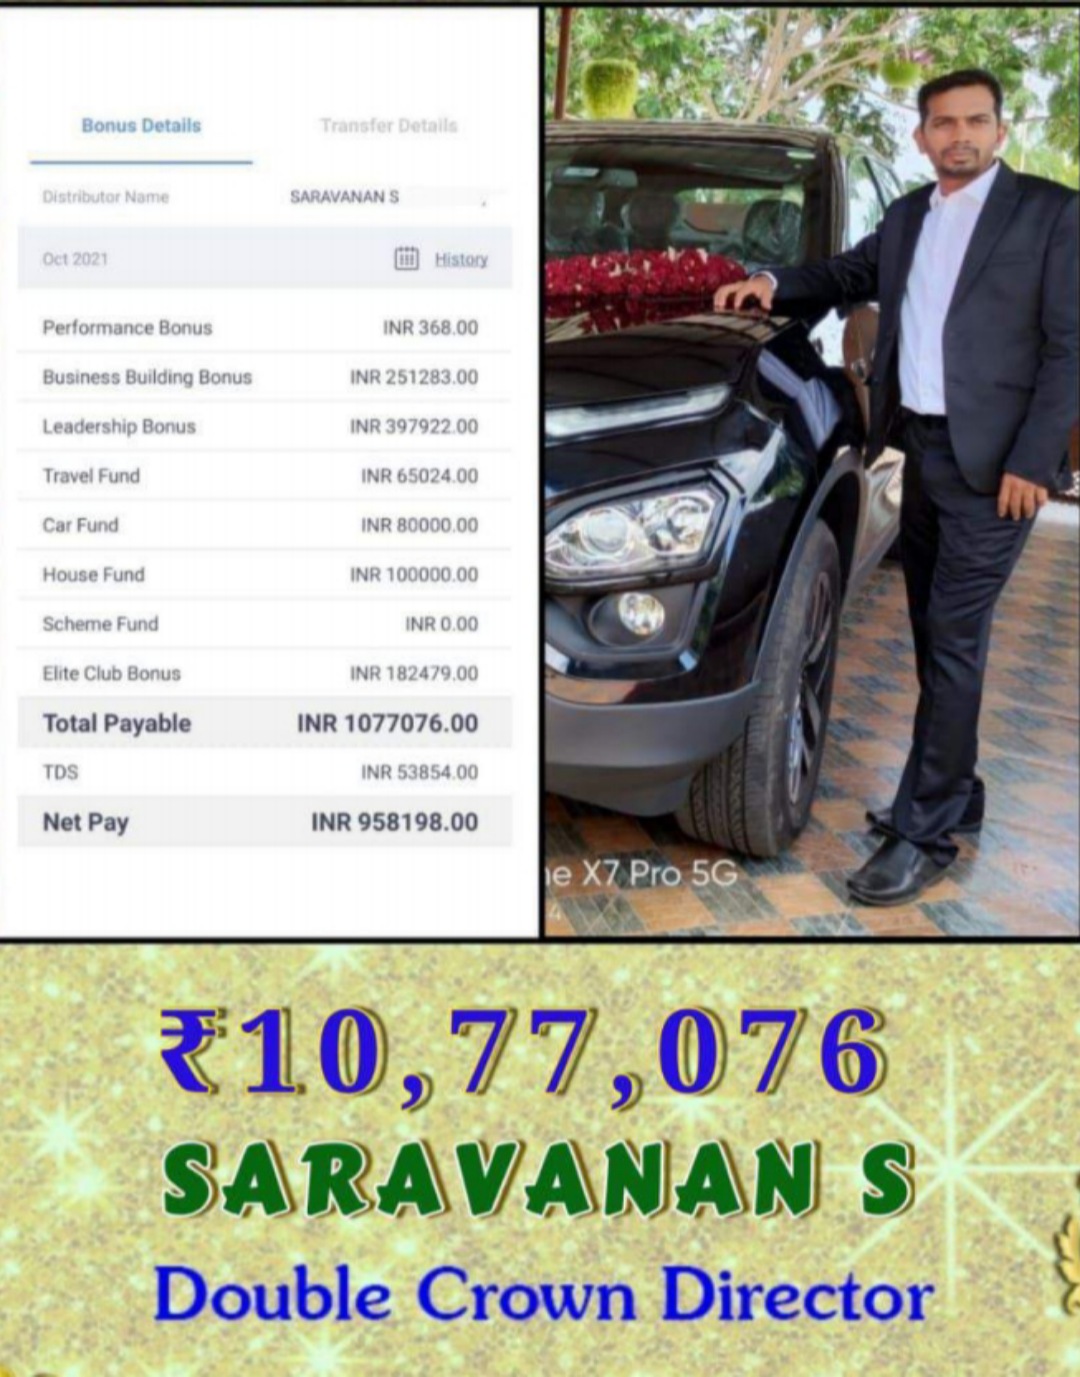 Bonus Details Transfer Details
Distributor Name SARAVANAN S
Oct 2021 History
Performance Bonus INR 368.00
Business Building Bonus INR 251283.00
Leadership Bonus INR 397922.00
Travel Fund INR 65024.00
Car Fund INR 80000.00
House Fund INR 100000.00
Scheme Fund INR 0.00
Elite Club Bonus INR 182479.00
Total Payable INR 1077076.00
TDS INR 53854.00
Net Pay INR 958198.00
X7 Pro 5G
₹10,77,076
SARAVANAN S
Double Crown Director